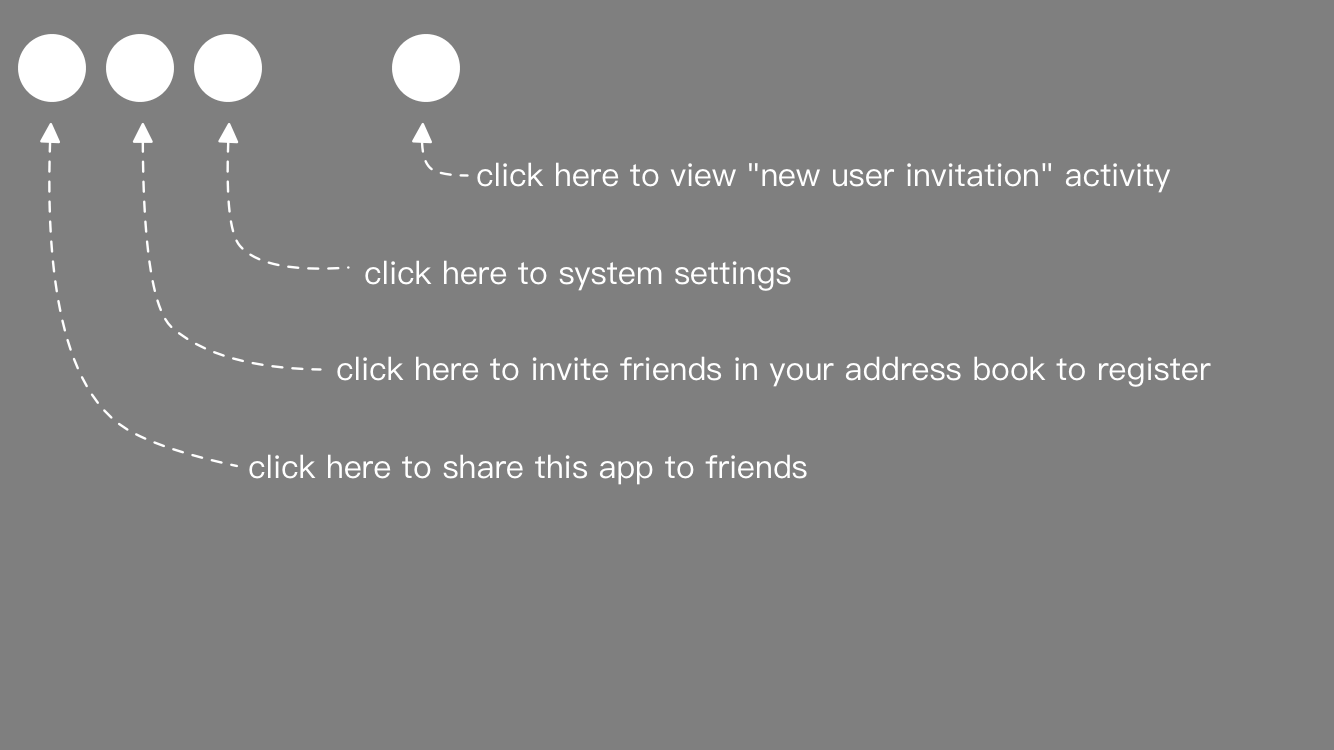 click here to view "new user invitation" activity
click here to system settings
click here to invite friends in your address book to register
click here to share this app to friends